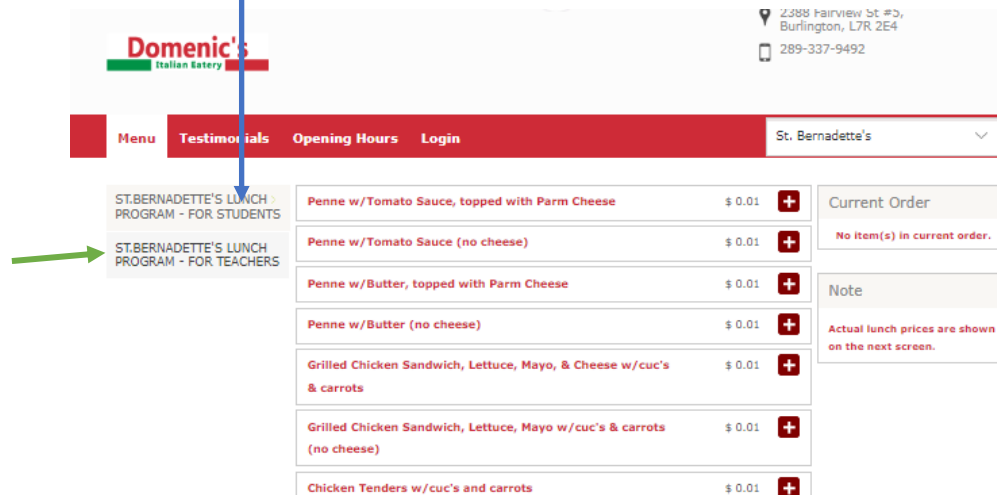 2388 Fairview St #5,
Burlington, L7R 2E4
289-337-9492
Domenic's
Italian Eatery
Menu Testimonials Opening Hours Login
St. Bernadette's
ST.BERNADETTE'S LUNCH
PROGRAM - FOR STUDENTS
ST.BERNADETTE'S LUNCH
PROGRAM - FOR TEACHERS
Penne w/Tomato Sauce, topped with Parm Cheese $ 0.01
Penne w/Tomato Sauce (no cheese) $ 0.01
Penne w/Butter, topped with Parm Cheese $ 0.01
Penne w/Butter (no cheese) $ 0.01
Grilled Chicken Sandwich, Lettuce, Mayo, & Cheese w/cuc's $ 0.01
& carrots
Grilled Chicken Sandwich, Lettuce, Mayo w/cuc's & carrots $ 0.01
(no cheese)
Chicken Tenders w/cuc's and carrots $ 0.01
Current Order
No item(s) in current order.
Note
Actual lunch prices are shown
on the next screen.